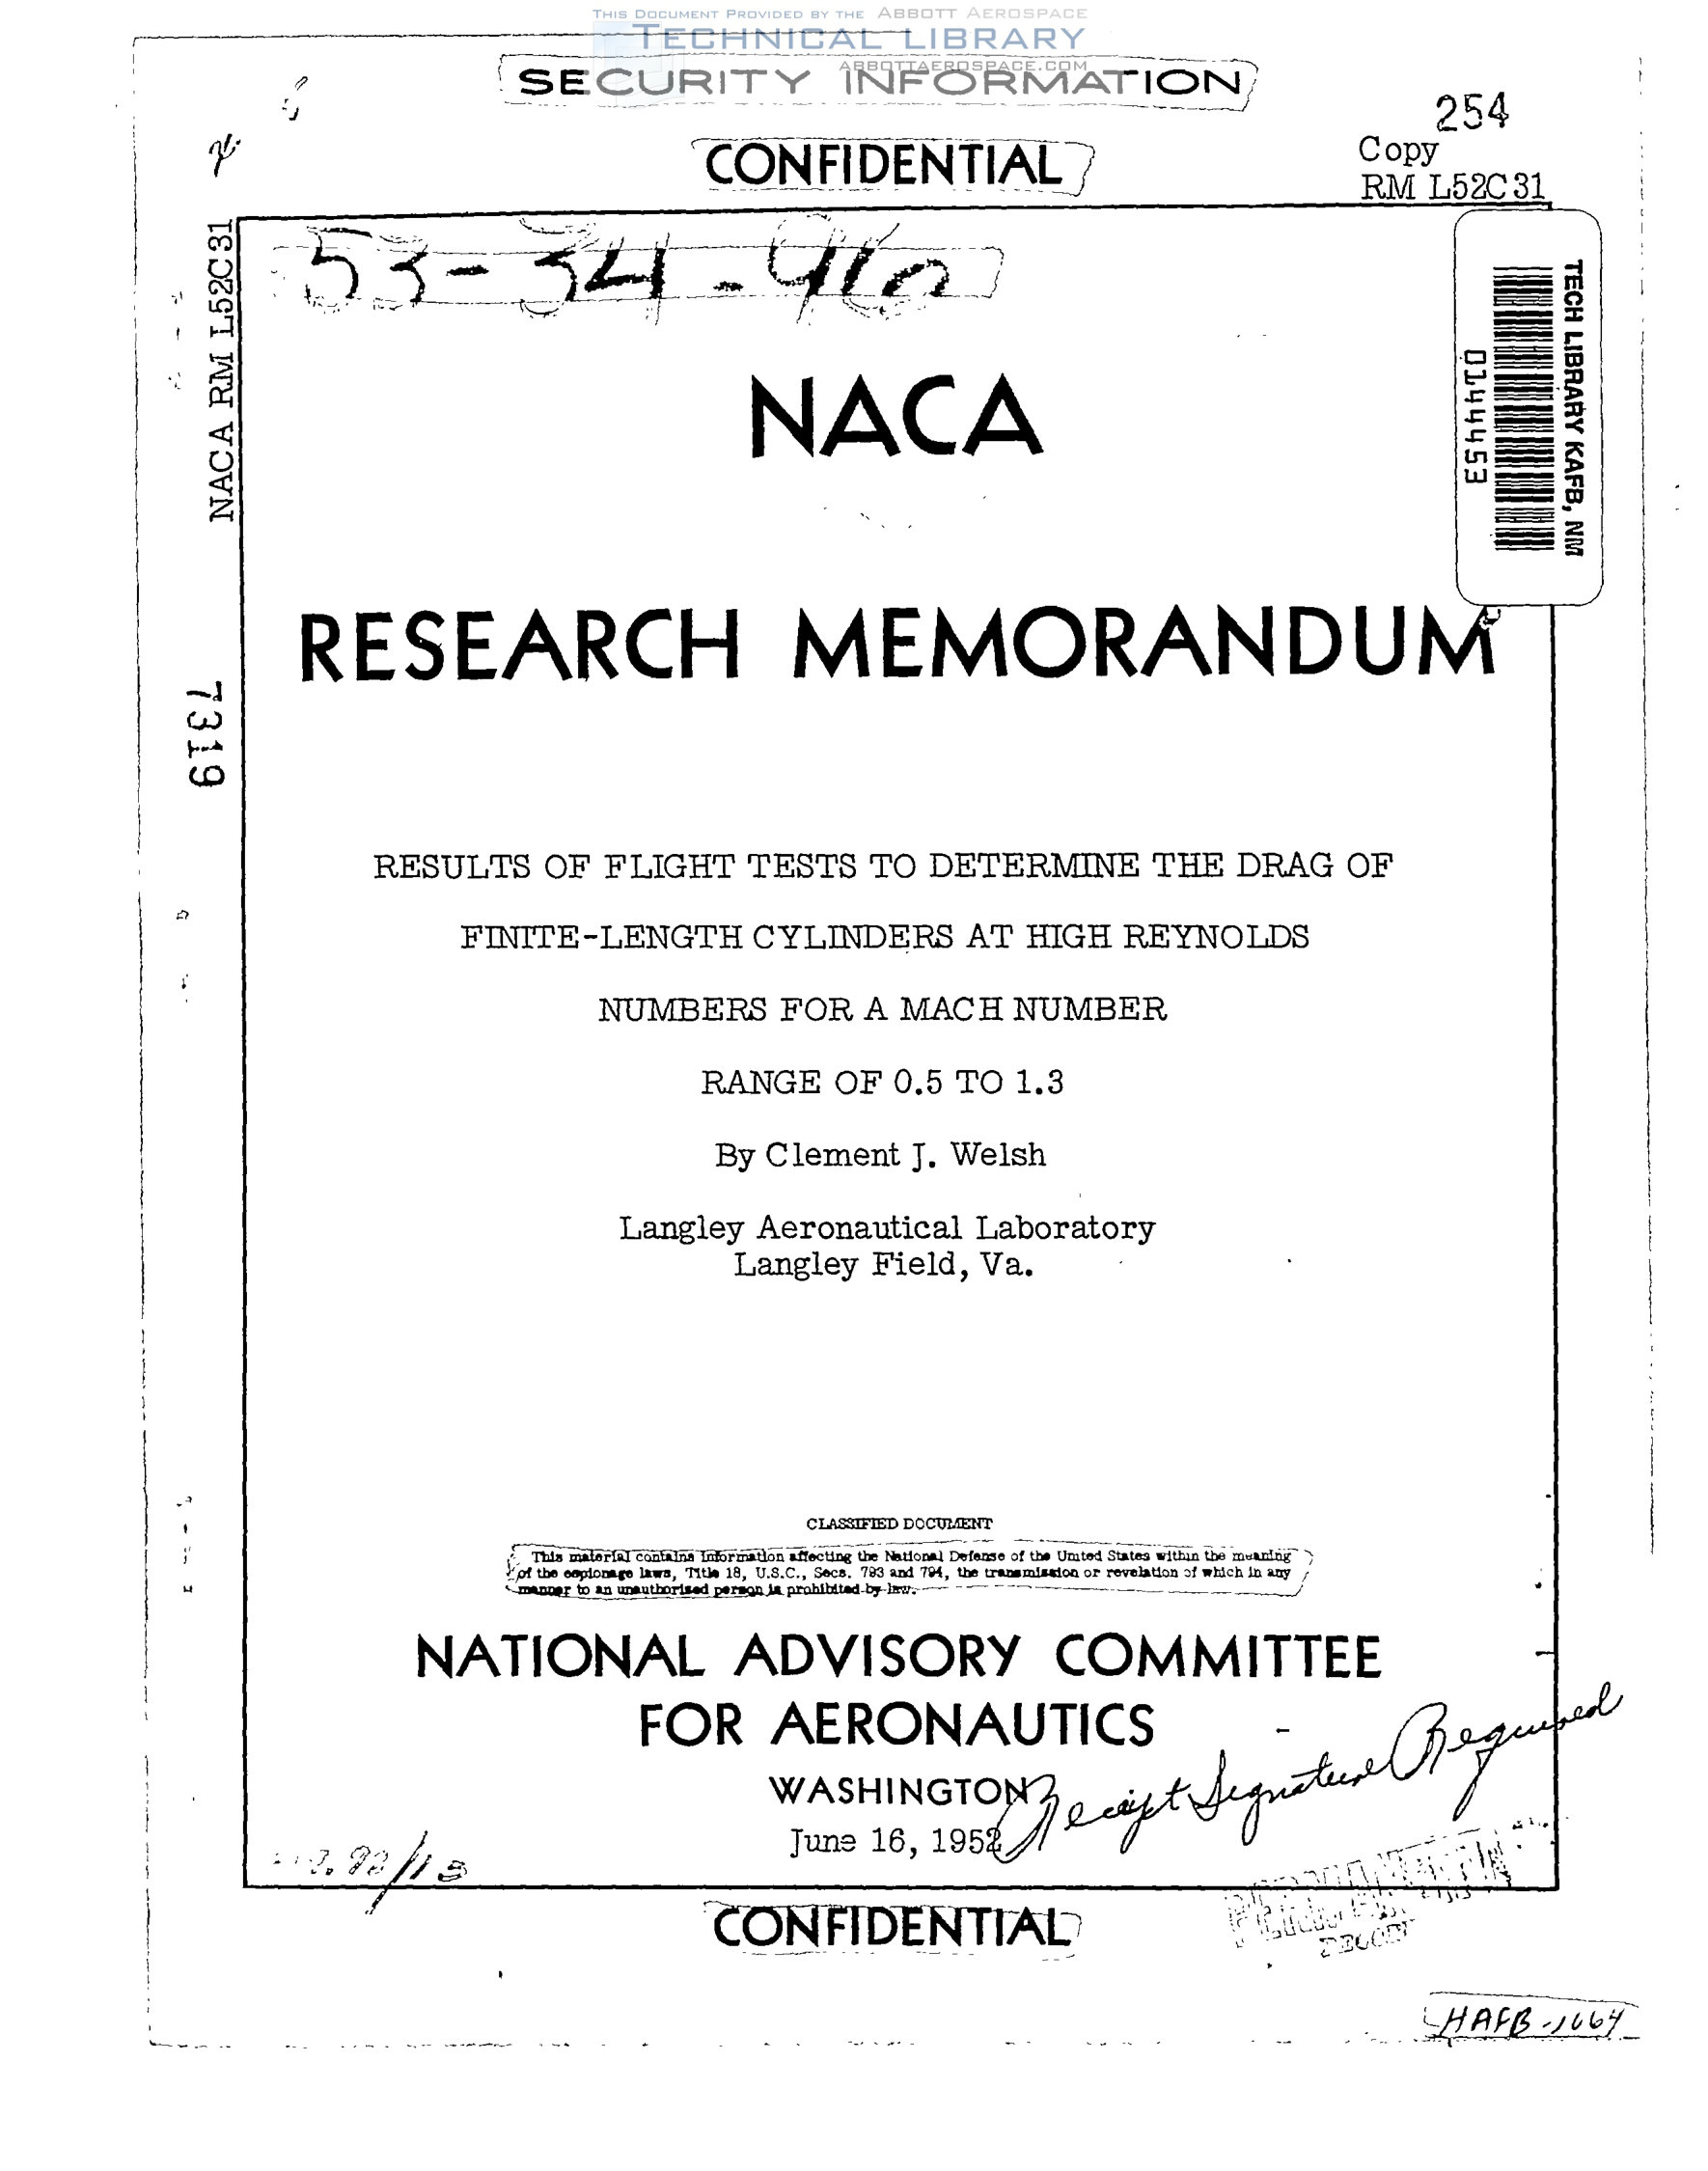 THIS DOCUMENT PROVIDED BY THE ABBOTT AEROSPACE
TECHNICAL LIBRARY
ABBOTTAEROSPACE.COM
SECURITY INFORMATION
CONFIDENTIAL
254
Copy
RM L52C31
NACA RM L52C31
TECH LIBRARY KAFB, NM
0144453
NACA
RESEARCH MEMORANDUM
7319
RESULTS OF FLIGHT TESTS TO DETERMINE THE DRAG OF
FINITE-LENGTH CYLINDERS AT HIGH REYNOLDS
NUMBERS FOR A MACH NUMBER
RANGE OF 0.5 TO 1.3
By Clement J. Welsh
Langley Aeronautical Laboratory
Langley Field, Va.
CLASSIFIED DOCUMENT
This material contains information affecting the National Defense of the United States within the meaning
of the espionage laws, Title 18, U.S.C., Secs. 793 and 794, the transmission or revelation of which in any
manner to an unauthorized person is prohibited by law.
NATIONAL ADVISORY COMMITTEE
FOR AERONAUTICS
WASHINGTON
June 16, 1952
Receipt Signature Required
CONFIDENTIAL
HAFB-1064